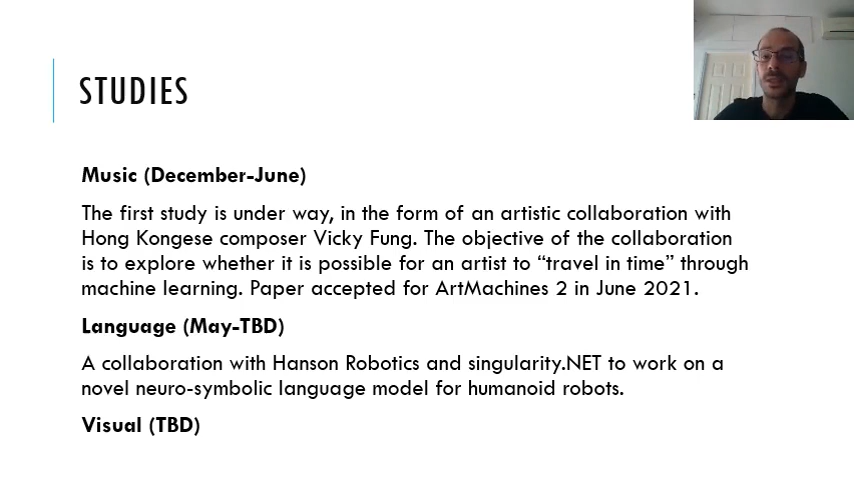 STUDIES
Music (December-June)
The first study is under way, in the form of an artistic collaboration with
Hong Kongese composer Vicky Fung. The objective of the collaboration
is to explore whether it is possible for an artist to “travel in time” through
machine learning. Paper accepted for ArtMachines 2 in June 2021.
Language (May-TBD)
A collaboration with Hanson Robotics and singularity.NET to work on a
novel neuro-symbolic language model for humanoid robots.
Visual (TBD)